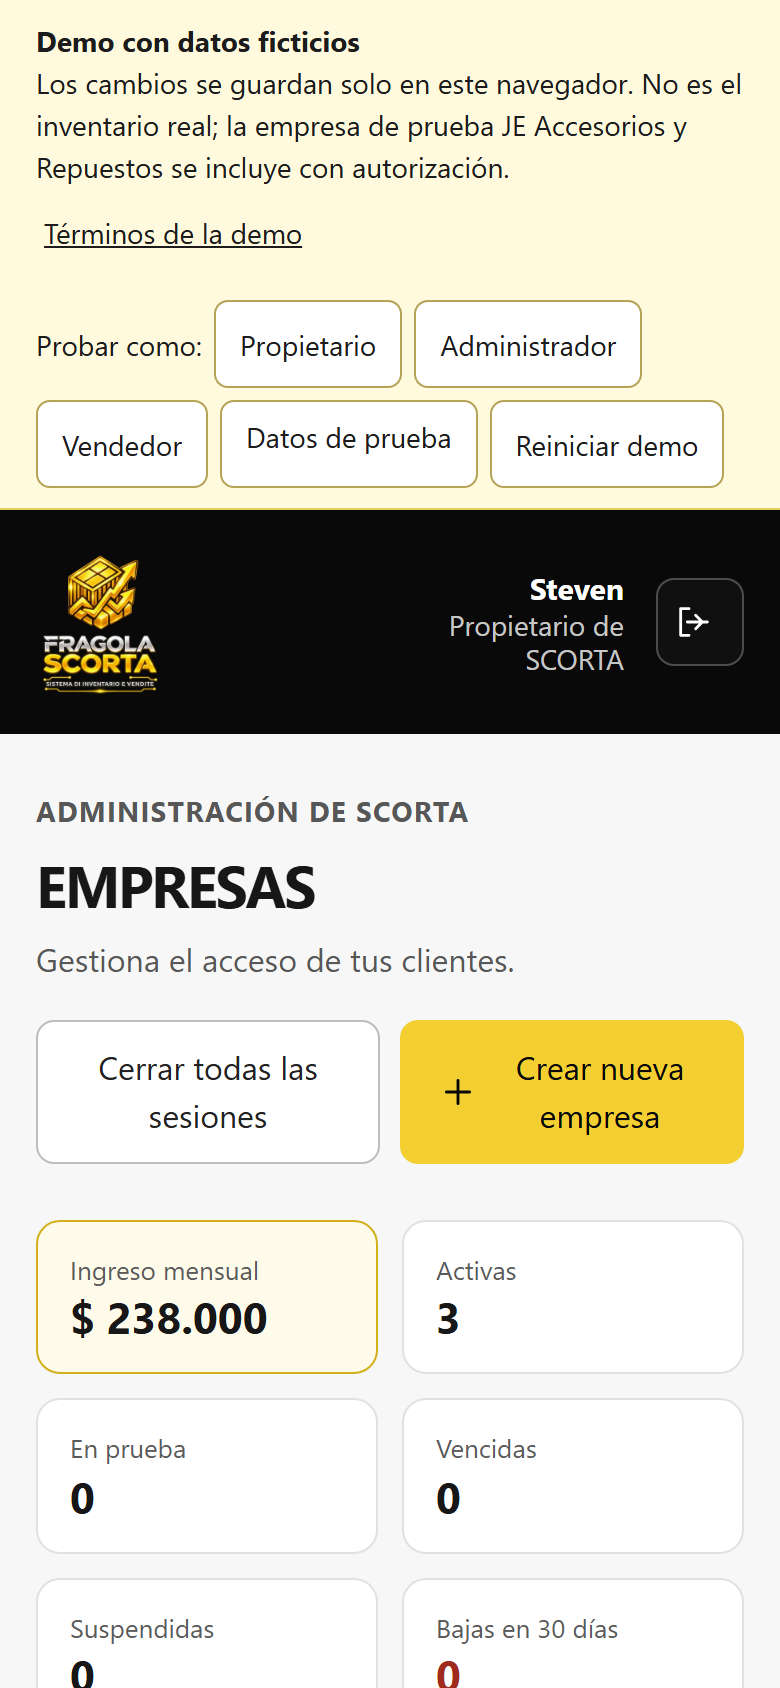 Demo con datos ficticios
Los cambios se guardan solo en este navegador. No es el
inventario real; la empresa de prueba JE Accesorios y
Repuestos se incluye con autorización.
Términos de la demo
Probar como:
Propietario
Administrador
Vendedor
Datos de prueba
Reiniciar demo
FRAGOLA
SCORTA
SISTEMA DI INVENTARIO E VENDITE
Steven
Propietario de
SCORTA
ADMINISTRACIÓN DE SCORTA
EMPRESAS
Gestiona el acceso de tus clientes.
Cerrar todas las
sesiones
+ Crear nueva
empresa
Ingreso mensual
$ 238.000
Activas
3
En prueba
0
Vencidas
0
Suspendidas
0
Bajas en 30 días
0